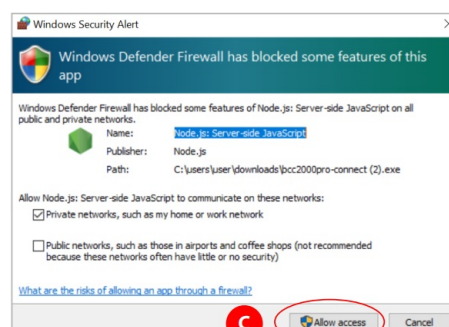 Windows Security Alert
Windows Defender Firewall has blocked some features of this
app
Windows Defender Firewall has blocked some features of Node.js: Server-side JavaScript on all
public and private networks.
Name: Node.js: Server-side JavaScript
Publisher: Node.js
Path: C:\users\user\downloads\bcc2000pro-connect (2).exe
Allow Node.js: Server-side JavaScript to communicate on these networks:
Private networks, such as my home or work network
Public networks, such as those in airports and coffee shops (not recommended
because these networks often have little or no security)
What are the risks of allowing an app through a firewall?
C
Allow access Cancel